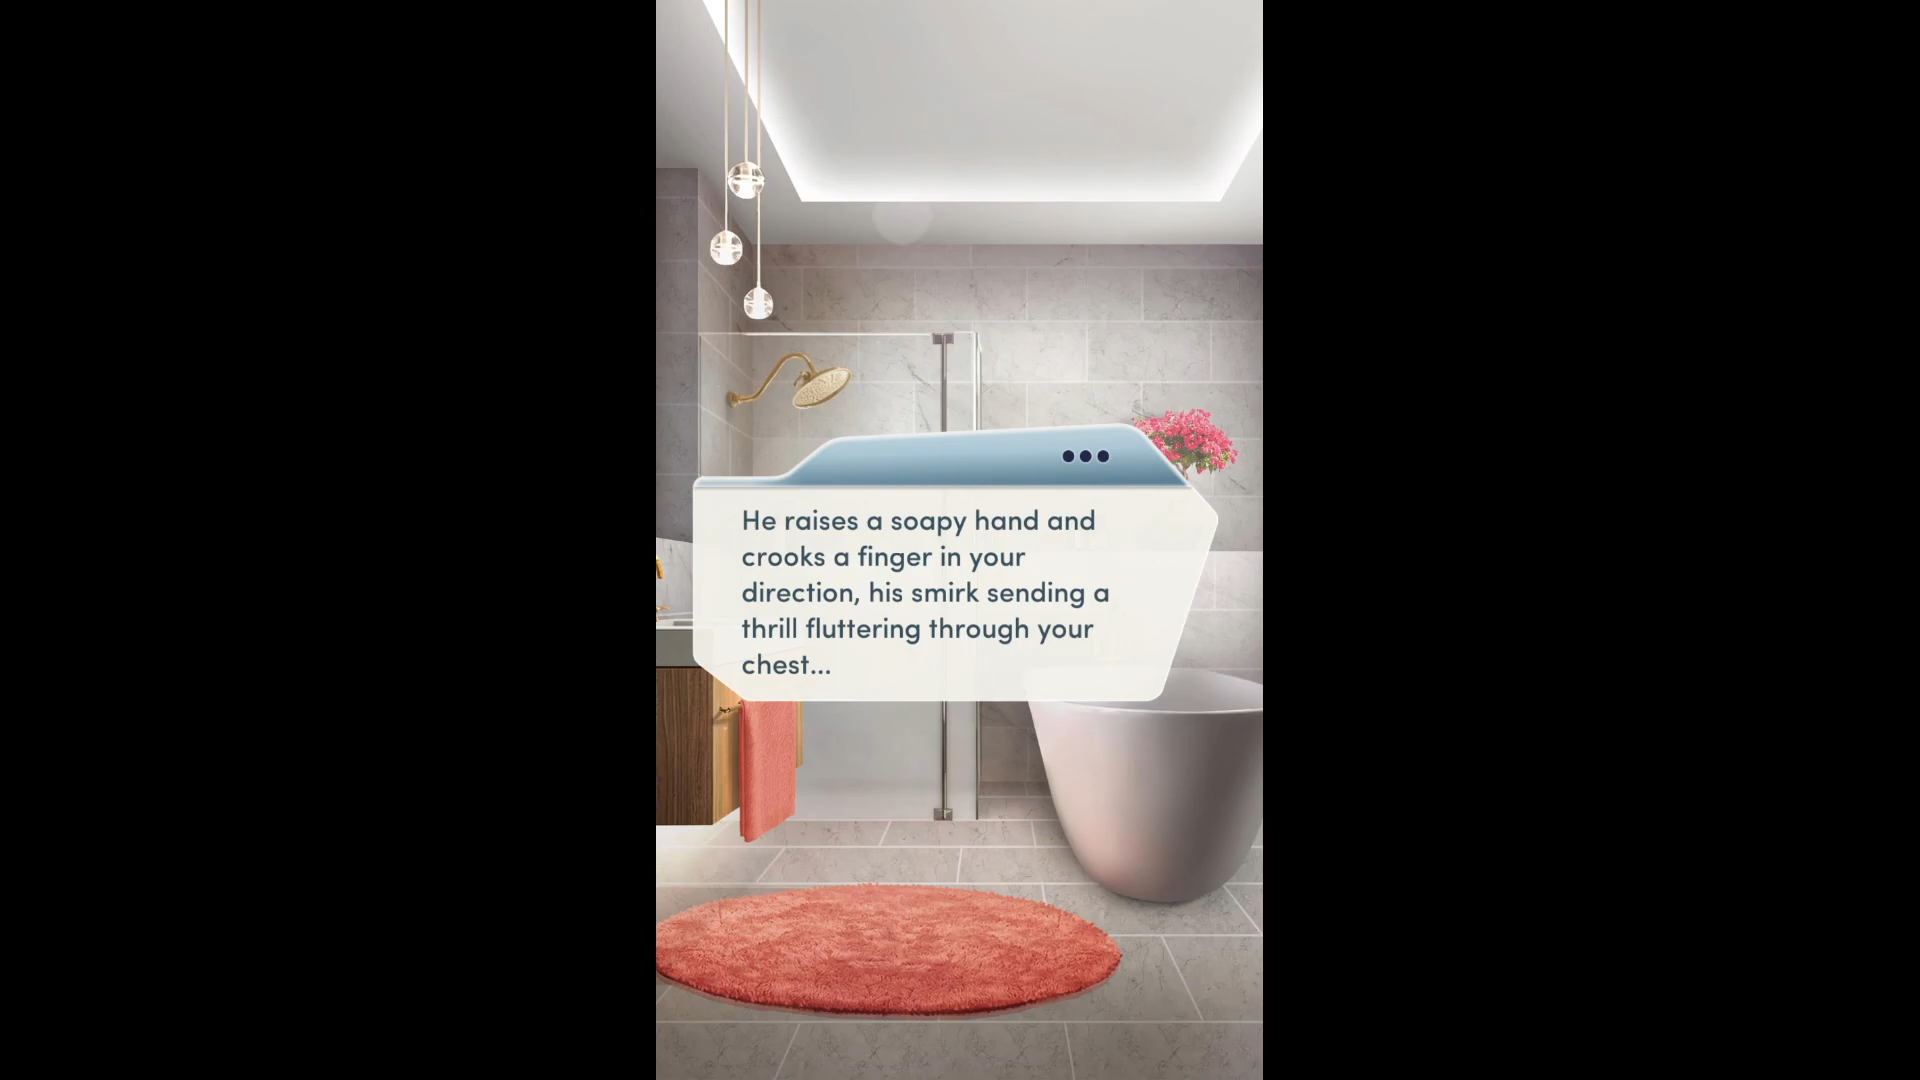 He raises a soapy hand and
crooks a finger in your
direction, his smirk sending a
thrill fluttering through your
chest...